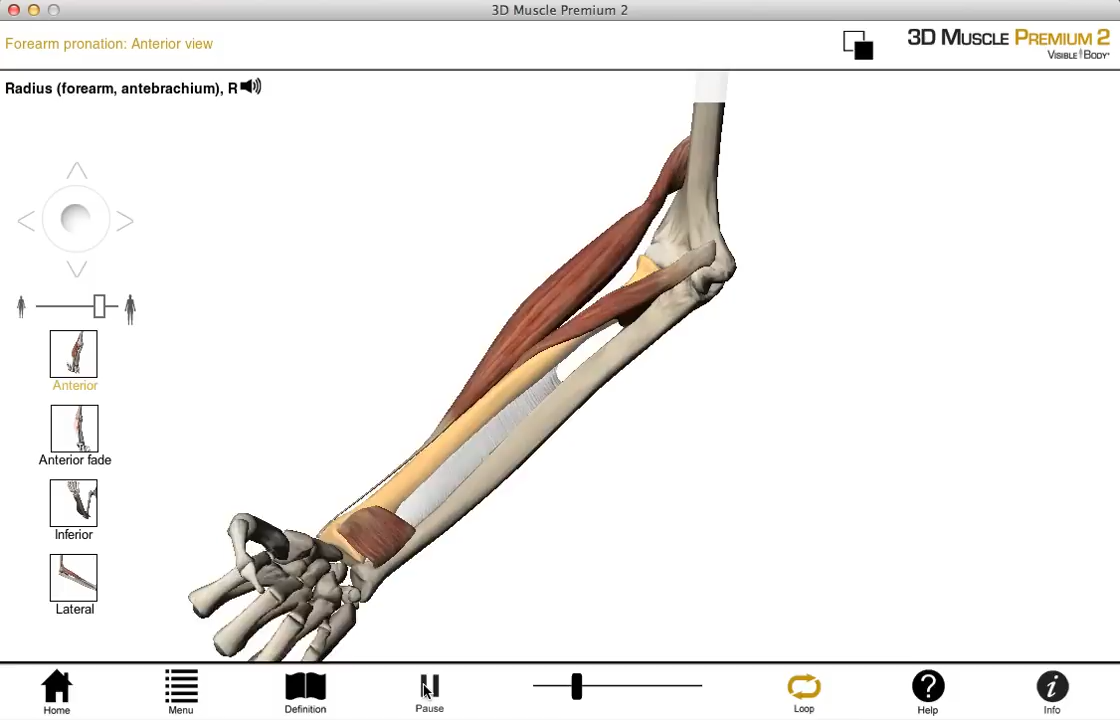 3D Muscle Premium 2
Forearm pronation: Anterior view
3D MUSCLE PREMIUM 2
VISIBLE BODY
Radius (forearm, antebrachium), R
Anterior
Anterior fade
Inferior
Lateral
Home
Menu
Definition
Pause
Loop
Help
Info